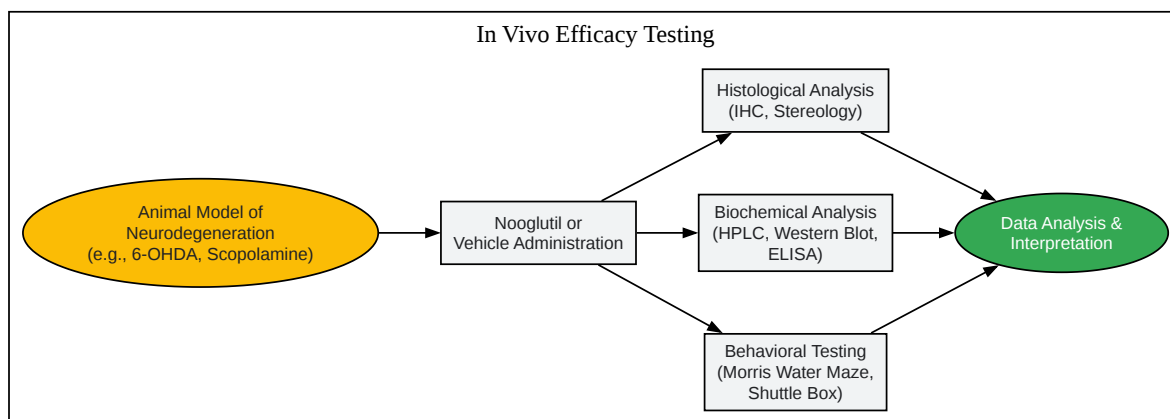 In Vivo Efficacy Testing
Animal Model of
Neurodegeneration
(e.g., 6-OHDA, Scopolamine)
Nooglutil or
Vehicle Administration
Histological Analysis
(IHC, Stereology)
Biochemical Analysis
(HPLC, Western Blot,
ELISA)
Behavioral Testing
(Morris Water Maze,
Shuttle Box)
Data Analysis &
Interpretation